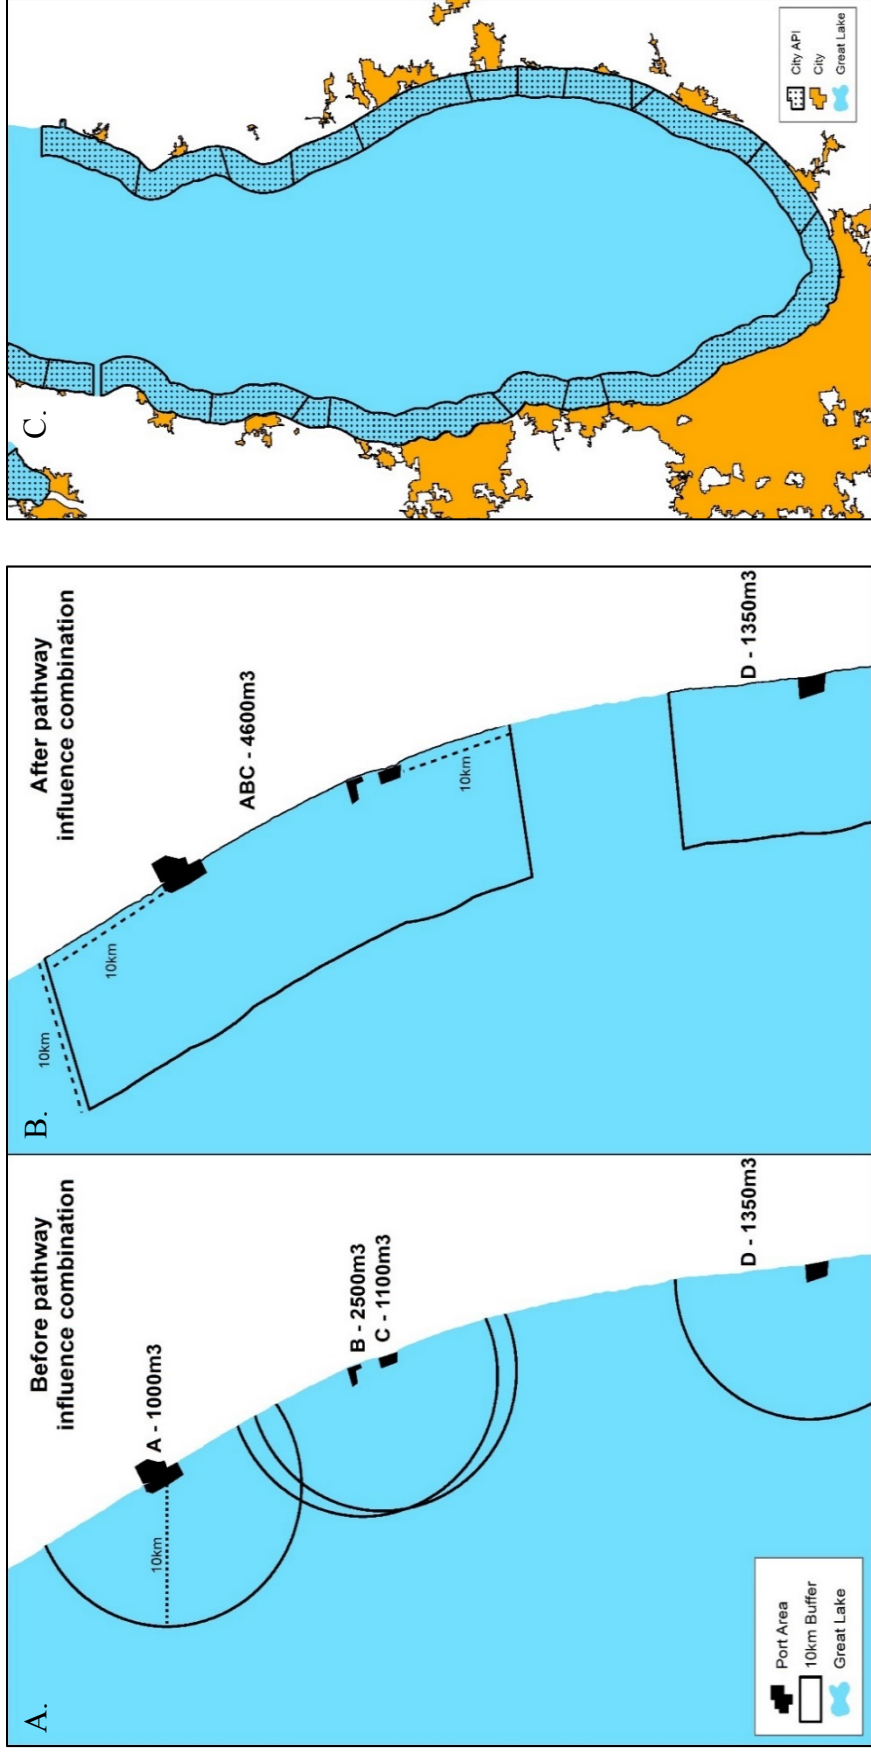 A.
Before pathway
influence combination
A - 1000m3
10km
B - 2500m3
C - 1100m3
D - 1350m3
Port Area
10km Buffer
Great Lake
B.
After pathway
influence combination
10km
10km
ABC - 4600m3
10km
D - 1350m3
C.
City API
City
Great Lake